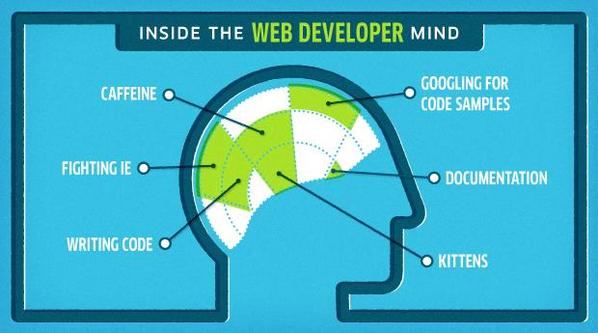 INSIDE THE WEB DEVELOPER MIND
CAFFEINE
GOOGLING FOR
CODE SAMPLES
FIGHTING IE
DOCUMENTATION
WRITING CODE
KITTENS